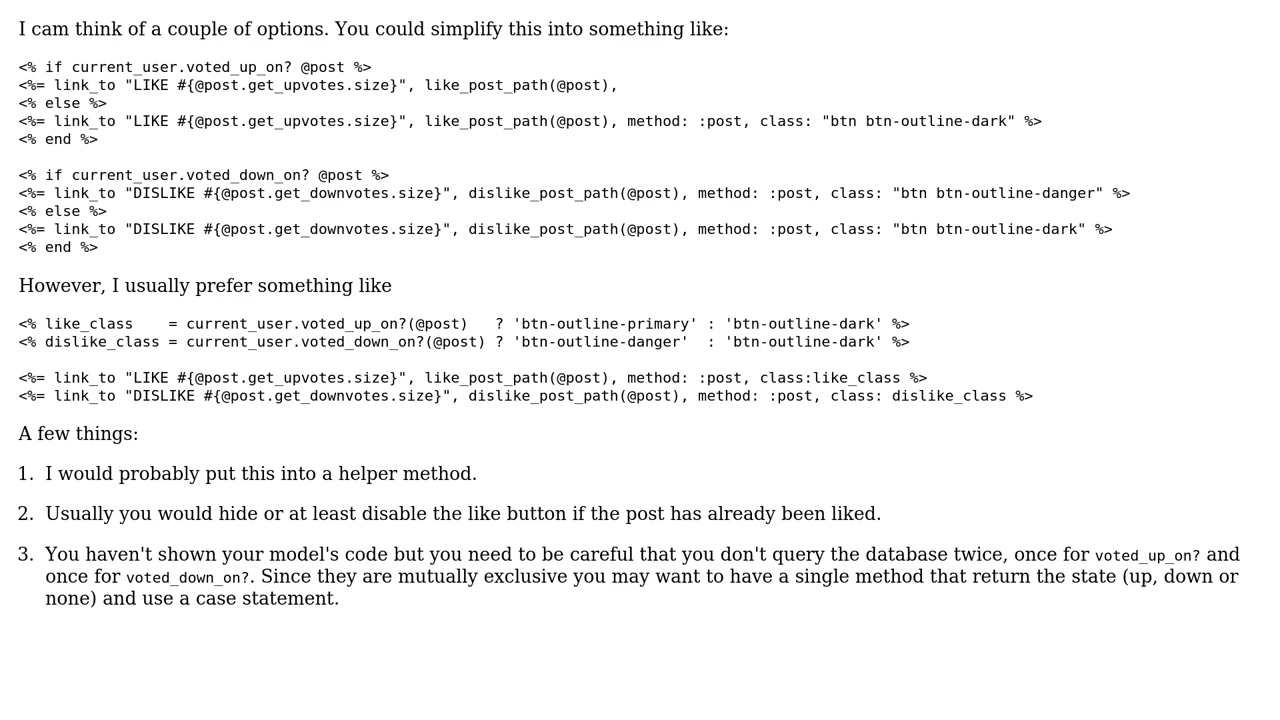 I cam think of a couple of options. You could simplify this into something like:
<% if current_user.voted_up_on? @post %>
<%= link_to "LIKE #{@post.get_upvotes.size}", like_post_path(@post),
<% else %>
<%= link_to "LIKE #{@post.get_upvotes.size}", like_post_path(@post), method: :post, class: "btn btn-outline-dark" %>
<% end %>
<% if current_user.voted_down_on? @post %>
<%= link_to "DISLIKE #{@post.get_downvotes.size}", dislike_post_path(@post), method: :post, class: "btn btn-outline-danger" %>
<% else %>
<%= link_to "DISLIKE #{@post.get_downvotes.size}", dislike_post_path(@post), method: :post, class: "btn btn-outline-dark" %>
<% end %>
However, I usually prefer something like
<% like_class    = current_user.voted_up_on?(@post)   ? 'btn-outline-primary' : 'btn-outline-dark' %>
<% dislike_class = current_user.voted_down_on?(@post) ? 'btn-outline-danger'  : 'btn-outline-dark' %>
<%= link_to "LIKE #{@post.get_upvotes.size}", like_post_path(@post), method: :post, class:like_class %>
<%= link_to "DISLIKE #{@post.get_downvotes.size}", dislike_post_path(@post), method: :post, class: dislike_class %>
A few things:
1. I would probably put this into a helper method.
2. Usually you would hide or at least disable the like button if the post has already been liked.
3. You haven't shown your model's code but you need to be careful that you don't query the database twice, once for voted_up_on? and
once for voted_down_on?. Since they are mutually exclusive you may want to have a single method that return the state (up, down or
none) and use a case statement.